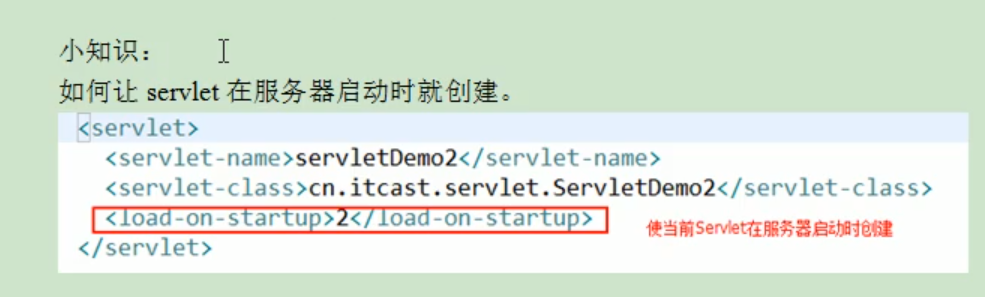 小知识：
如何让 servlet 在服务器启动时就创建。
<servlet>
<servlet-name>servletDemo2</servlet-name>
<servlet-class>cn.itcast.servlet.ServletDemo2</servlet-class>
<load-on-startup>2</load-on-startup>
使当前Servlet在服务器启动时创建
</servlet>